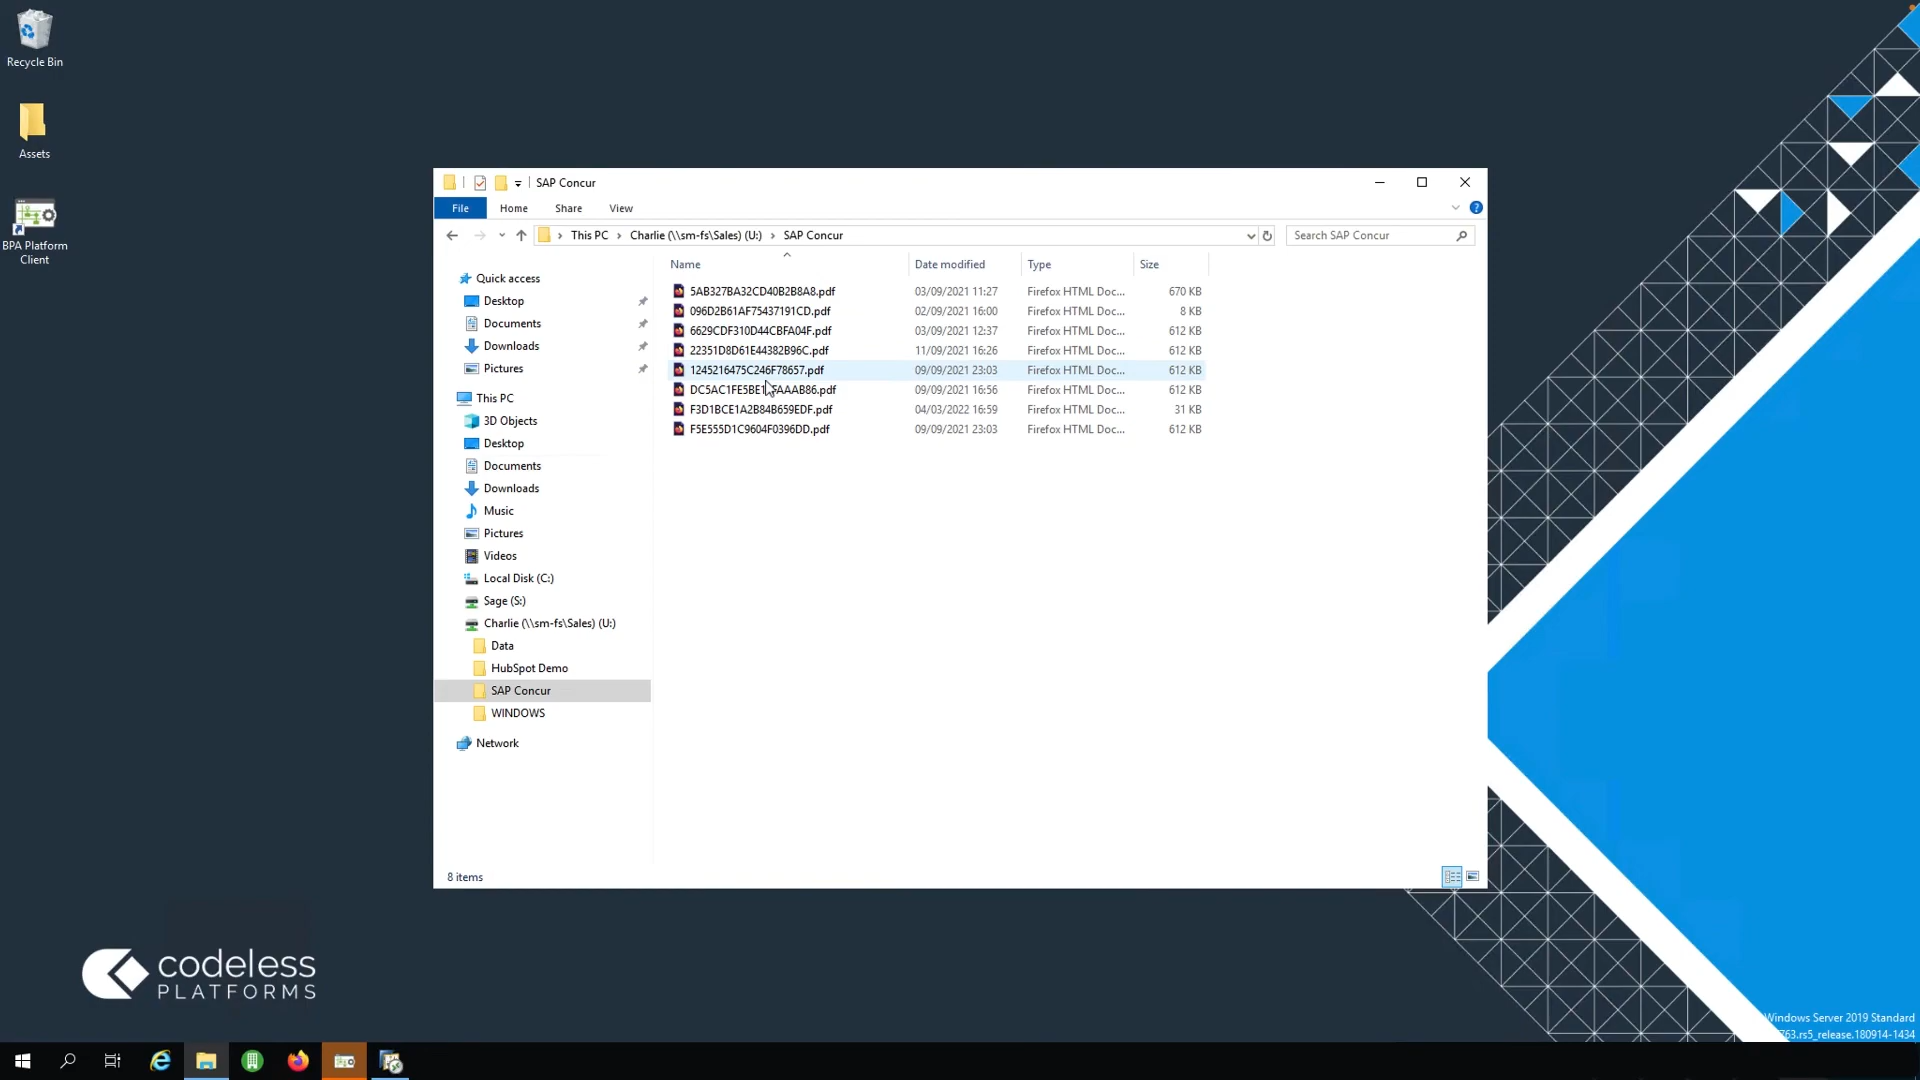 Recycle Bin
Assets
BPA Platform
Client
SAP Concur
File Home Share View
This PC > Charlie (\\sm-fs\Sales) (U:) > SAP Concur
Search SAP Concur
Name Date modified Type Size
5AB327BA32CD40B2B8A8.pdf 03/09/2021 11:27 Firefox HTML Doc... 670 KB
096D2B61AF75437191CD.pdf 02/09/2021 16:00 Firefox HTML Doc... 8 KB
6629CDF310D44CBFA04F.pdf 03/09/2021 12:37 Firefox HTML Doc... 612 KB
22351D8D61E44382B96C.pdf 11/09/2021 16:26 Firefox HTML Doc... 612 KB
1245216475C246F78657.pdf 09/09/2021 23:03 Firefox HTML Doc... 612 KB
09/09/2021 16:56 Firefox HTML Doc... 612 KB
F3D1BCE1A2B84B659EDF.pdf 04/03/2022 16:59 Firefox HTML Doc... 31 KB
F5E555D1C9604F0396DD.pdf 09/09/2021 23:03 Firefox HTML Doc... 612 KB
Quick access
Desktop
Documents
Downloads
Pictures
This PC
3D Objects
Desktop
Documents
Downloads
Music
Pictures
Videos
Local Disk (C:)
Sage (S:)
Charlie (\\sm-fs\Sales) (U:)
Data
HubSpot Demo
SAP Concur
WINDOWS
Network
8 items
codeless
PLATFORMS
Windows Server 2019 Standard
763.rs5_release.180914-1434